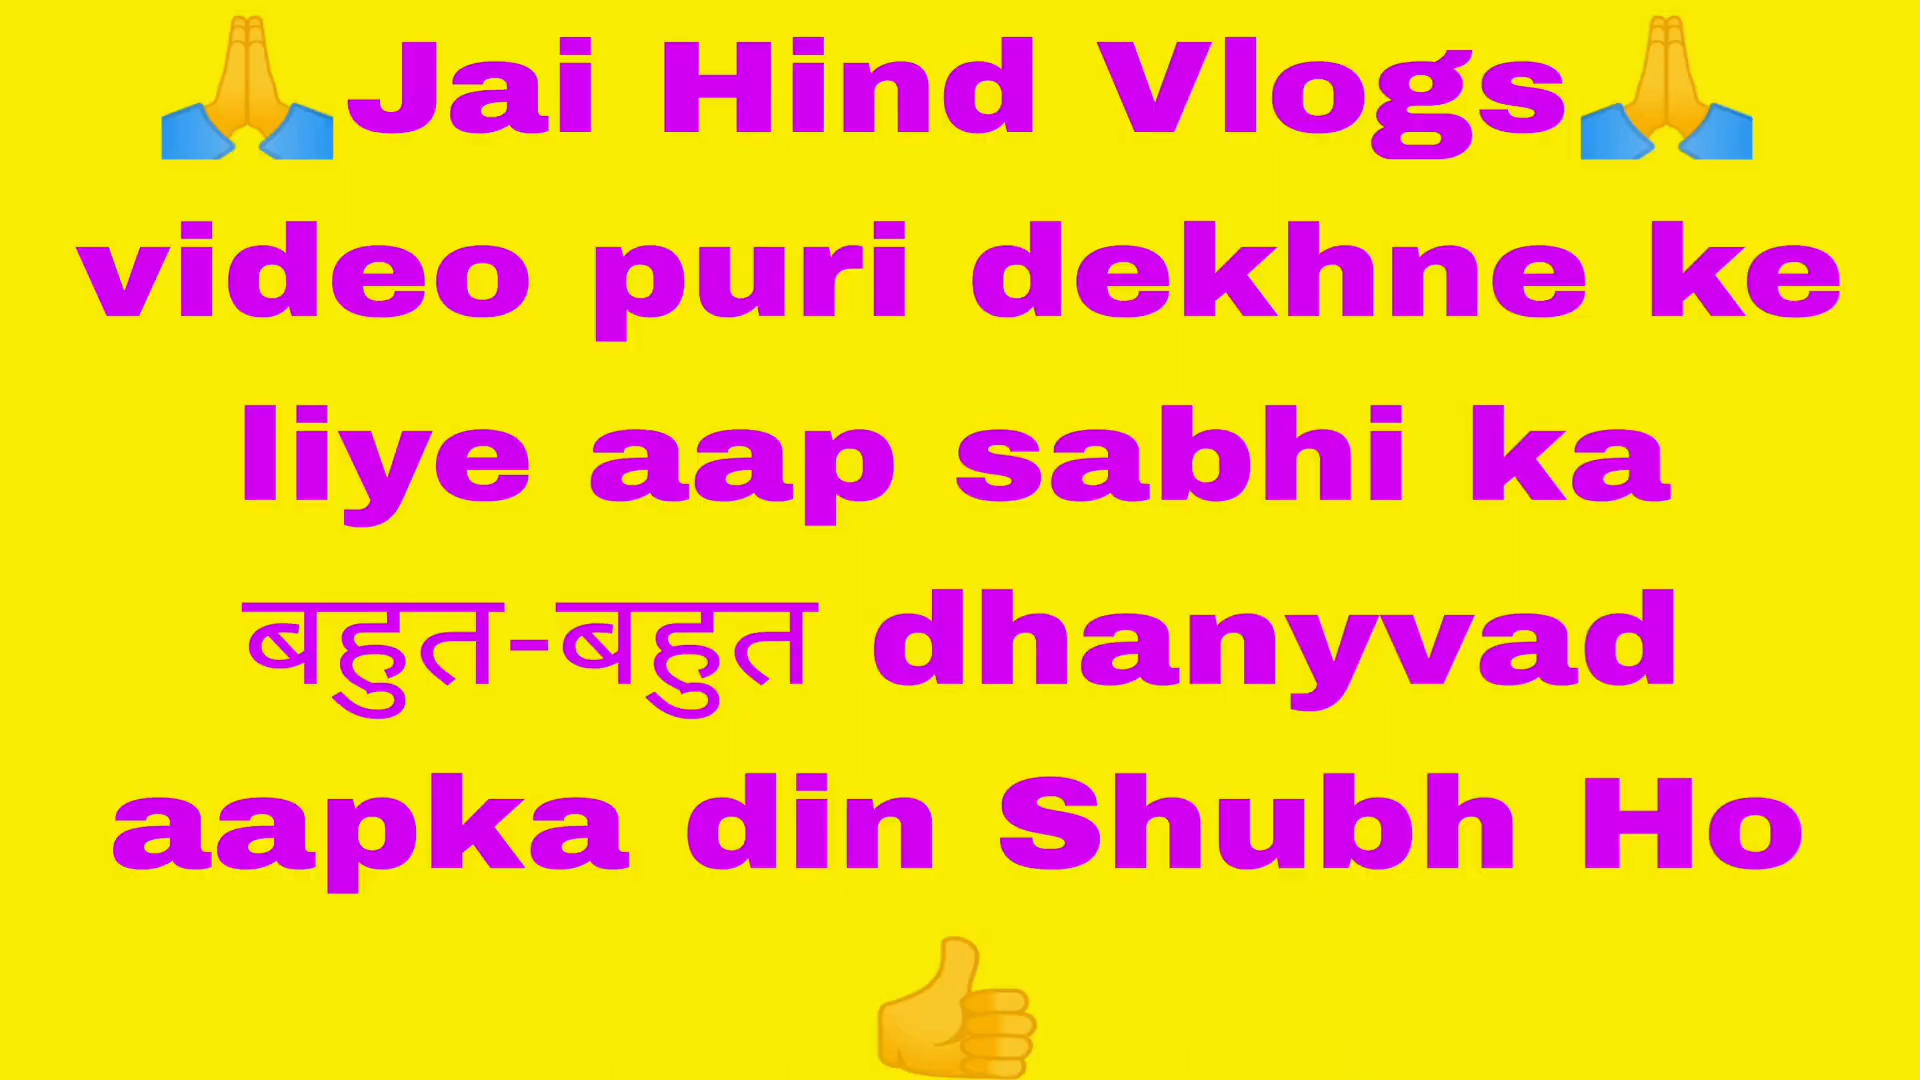 🙏Jai Hind Vlogs🙏
video puri dekhne ke
liye aap sabhi ka
बहुत-बहुत dhanyvad
aapka din Shubh Ho
👍